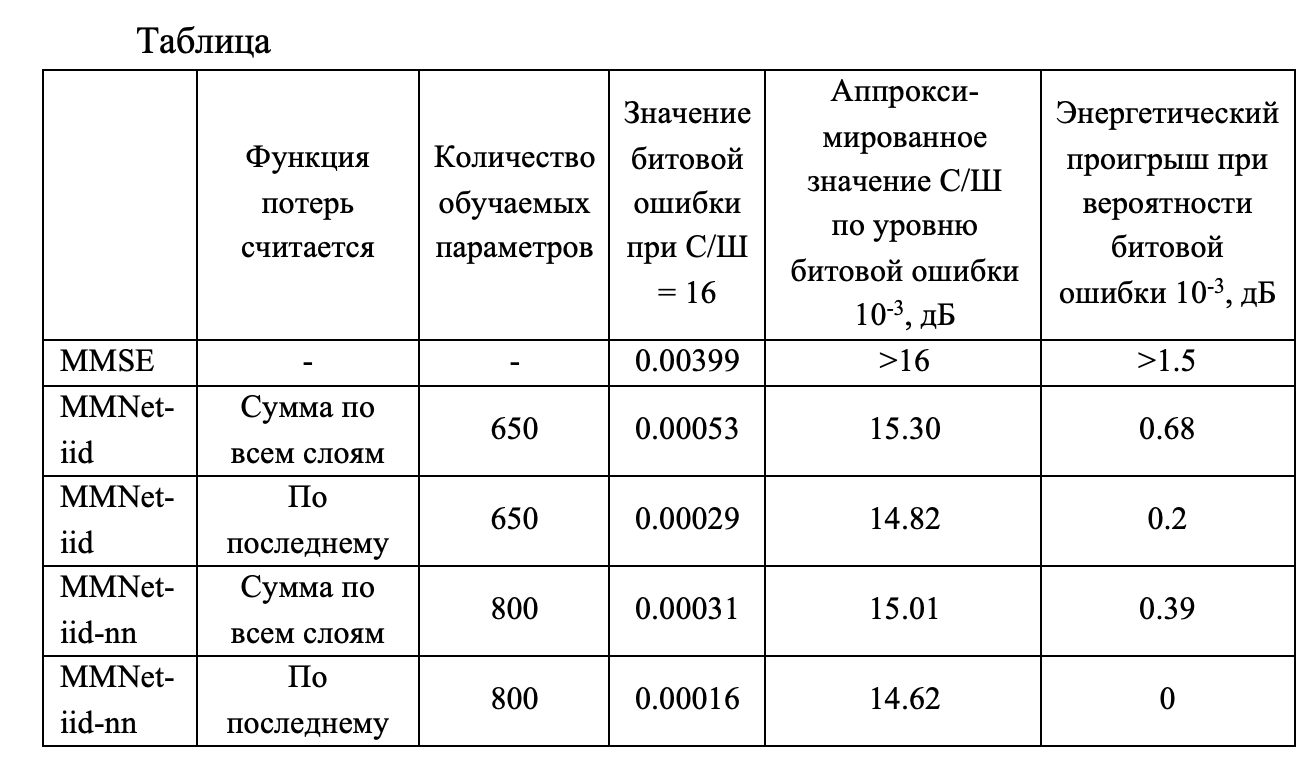 Таблица
Функция
потерь
считается
Количество
обучаемых
параметров
Значение
битовой
ошибки
при С/Ш
= 16
Аппрокси-
мированное
значение С/Ш
по уровню
битовой ошибки
10-3, дБ
Энергетический
проигрыш при
вероятности
битовой
ошибки 10-3, дБ
MMSE
-
-
0.00399
>16
>1.5
MMNet-
iid
Сумма по
всем слоям
650
0.00053
15.30
0.68
MMNet-
iid
По
последнему
650
0.00029
14.82
0.2
MMNet-
iid-nn
Сумма по
всем слоям
800
0.00031
15.01
0.39
MMNet-
iid-nn
По
последнему
800
0.00016
14.62
0